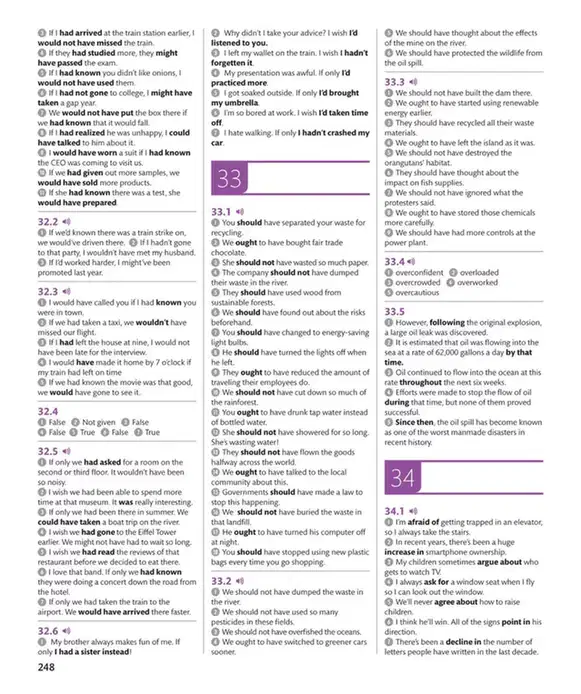 ③ If I had arrived at the train station earlier, I
would not have missed the train.
④ If they had studied more, they might
have passed the exam.
⑤ If I had known you didn't like onions, I
would not have used them.
⑥ If I had not gone to college, I might have
taken a gap year.
⑦ We would not have put the box there if
we had known that it would fall.
⑧ If I had realized he was unhappy, I could
have talked to him about it.
⑨ I would have worn a suit if I had known
the CEO was coming to visit us.
⑩ If we had given out more samples, we
would have sold more products.
⑪ If she had known there was a test, she
would have prepared.
32.2
① If we'd known there was a train strike on,
we would've driven there. ② If I hadn't gone
to that party, I wouldn't have met my husband.
③ If I'd worked harder, I might've been
promoted last year.
32.3
① I would have called you if I had known you
were in town.
② If we had taken a taxi, we wouldn't have
missed our flight.
③ If I had left the house at nine, I would not
have been late for the interview.
④ I would have made it home by 7 o'clock if
my train had left on time
⑤ If we had known the movie was that good,
we would have gone to see it.
32.4
① False ② Not given ③ False
④ False ⑤ True ⑥ False ⑦ True
32.5
① If only we had asked for a room on the
second or third floor. It wouldn't have been
so noisy.
② I wish we had been able to spend more
time at that museum. It was really interesting.
③ If only we had been there in summer. We
could have taken a boat trip on the river.
④ I wish we had gone to the Eiffel Tower
earlier. We might not have had to wait so long.
⑤ I wish we had read the reviews of that
restaurant before we decided to eat there.
⑥ I love that band. If only we had known
they were doing a concert down the road from
the hotel.
⑦ If only we had taken the train to the
airport. We would have arrived there faster.
32.6
① My brother always makes fun of me. If
only I had a sister instead!
248
② Why didn't I take your advice? I wish I'd
listened to you.
③ I left my wallet on the train. I wish I hadn't
forgotten it.
④ My presentation was awful. If only I'd
practiced more.
⑤ I got soaked outside. If only I'd brought
my umbrella.
⑥ I'm so bored at work. I wish I'd taken time
off.
⑦ I hate walking. If only I hadn't crashed my
car.
33
33.1
① You should have separated your waste for
recycling.
② We ought to have bought fair trade
chocolate.
③ She should not have wasted so much paper.
④ The company should not have dumped
their waste in the river.
⑤ They should have used wood from
sustainable forests.
⑥ We should have found out about the risks
beforehand.
⑦ You should have changed to energy-saving
light bulbs.
⑧ He should have turned the lights off when
he left.
⑨ They ought to have reduced the amount of
traveling their employees do.
⑩ We should not have cut down so much of
the rainforest.
⑪ You ought to have drunk tap water instead
of bottled water.
⑫ She should not have showered for so long.
She's wasting water!
⑬ They should not have flown the goods
halfway across the world.
⑭ We ought to have talked to the local
community about this.
⑮ Governments should have made a law to
stop this happening.
⑯ We should not have buried the waste in
that landfill.
⑰ He ought to have turned his computer off
at night.
⑱ You should have stopped using new plastic
bags every time you go shopping.
33.2
① We should not have dumped the waste in
the river.
② We should not have used so many
pesticides in these fields.
③ We should not have overfished the oceans.
④ We ought to have switched to greener cars
sooner.
⑤ We should have thought about the effects
of the mine on the river.
⑥ We should have protected the wildlife from
the oil spill.
33.3
① We should not have built the dam there.
② We ought to have started using renewable
energy earlier.
③ They should have recycled all their waste
materials.
④ We ought to have left the island as it was.
⑤ We should not have destroyed the
orangutans' habitat.
⑥ They should have thought about the
impact on fish supplies.
⑦ We should not have ignored what the
protesters said.
⑧ We ought to have stored those chemicals
more carefully.
⑨ We should have had more controls at the
power plant.
33.4
① overconfident ② overloaded
③ overcrowded ④ overworked
⑤ overcautious
33.5
① However, following the original explosion,
a large oil leak was discovered.
② It is estimated that oil was flowing into the
sea at a rate of 62,000 gallons a day by that
time.
③ Oil continued to flow into the ocean at this
rate throughout the next six weeks.
④ Efforts were made to stop the flow of oil
during that time, but none of them proved
successful.
⑤ Since then, the oil spill has become known
as one of the worst manmade disasters in
recent history.
34
34.1
① I'm afraid of getting trapped in an elevator,
so I always take the stairs.
② In recent years, there's been a huge
increase in smartphone ownership.
③ My children sometimes argue about who
gets to watch TV.
④ I always ask for a window seat when I fly
so I can look out the window.
⑤ We'll never agree about how to raise
children.
⑥ I think he'll win. All of the signs point in his
direction.
⑦ There's been a decline in the number of
letters people have written in the last decade.